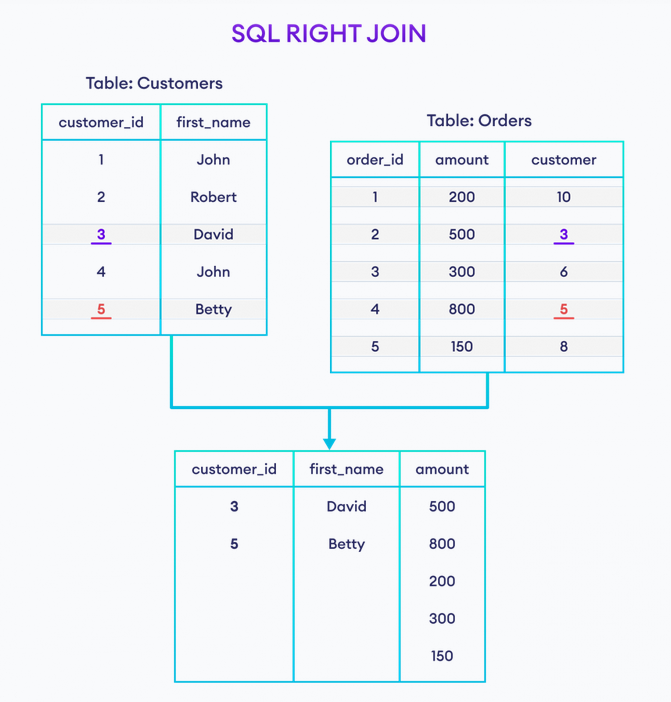 SQL RIGHT JOIN
Table: Customers
customer_id first_name
1 John
2 Robert
3 David
4 John
5 Betty
Table: Orders
order_id amount customer
1 200 10
2 500 3
3 300 6
4 800 5
5 150 8
customer_id first_name amount
3 David 500
5 Betty 800
200
300
150